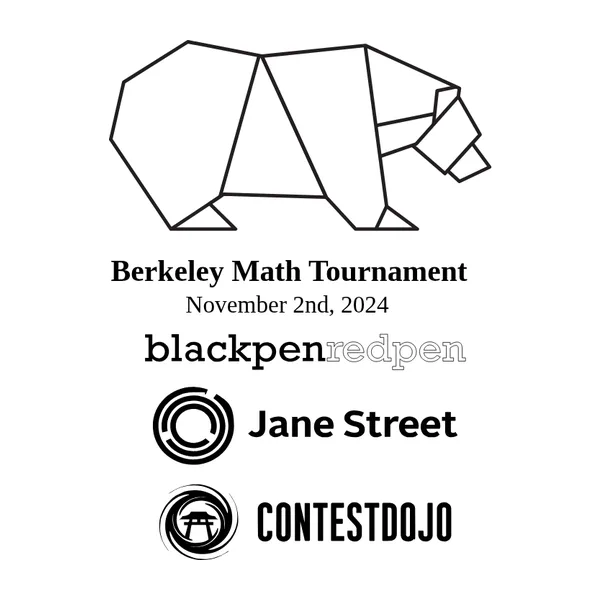 Berkeley Math Tournament
November 2nd, 2024
blackpenredpen
Jane Street
CONTESTDOJO